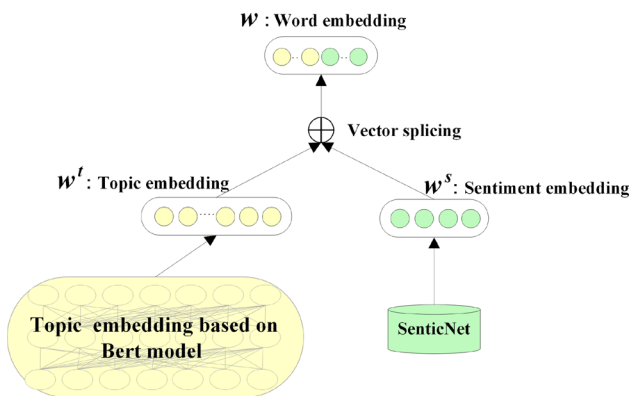 w : Word embedding
Vector splicing
w^t : Topic embedding
w^s: Sentiment embedding
Topic embedding based on
Bert model
SenticNet